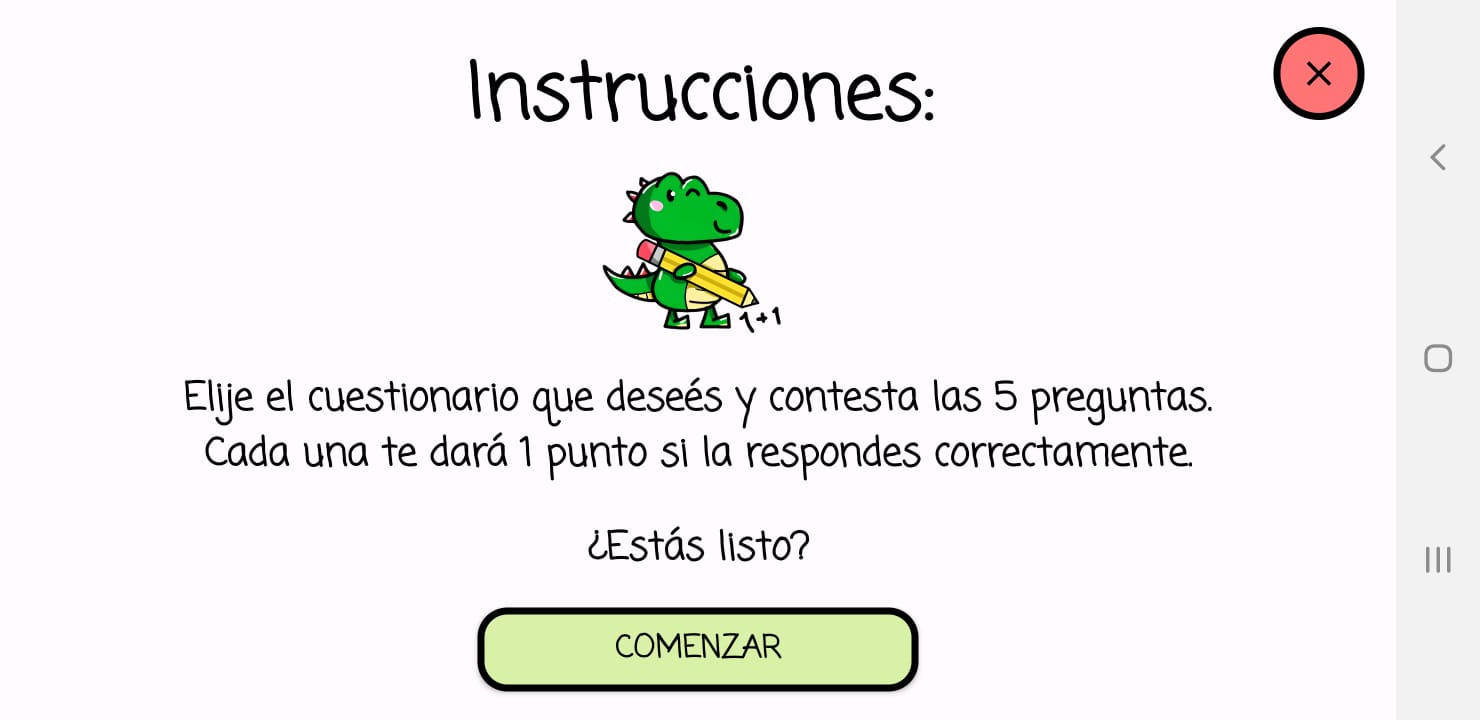 Instrucciones:
1+1
Elije el cuestionario que deseés y contesta las 5 preguntas.
Cada una te dará 1 punto si la respondes correctamente.
¿Estás listo?
COMENZAR